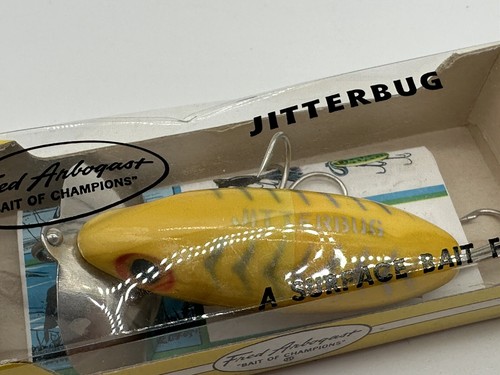 JITTERBUG
Fred Arbogast
"BAIT OF CHAMPIONS"
JITTERBUG
A SURFACE BAIT F
Fred Arbogast
"BAIT OF CHAMPIONS"